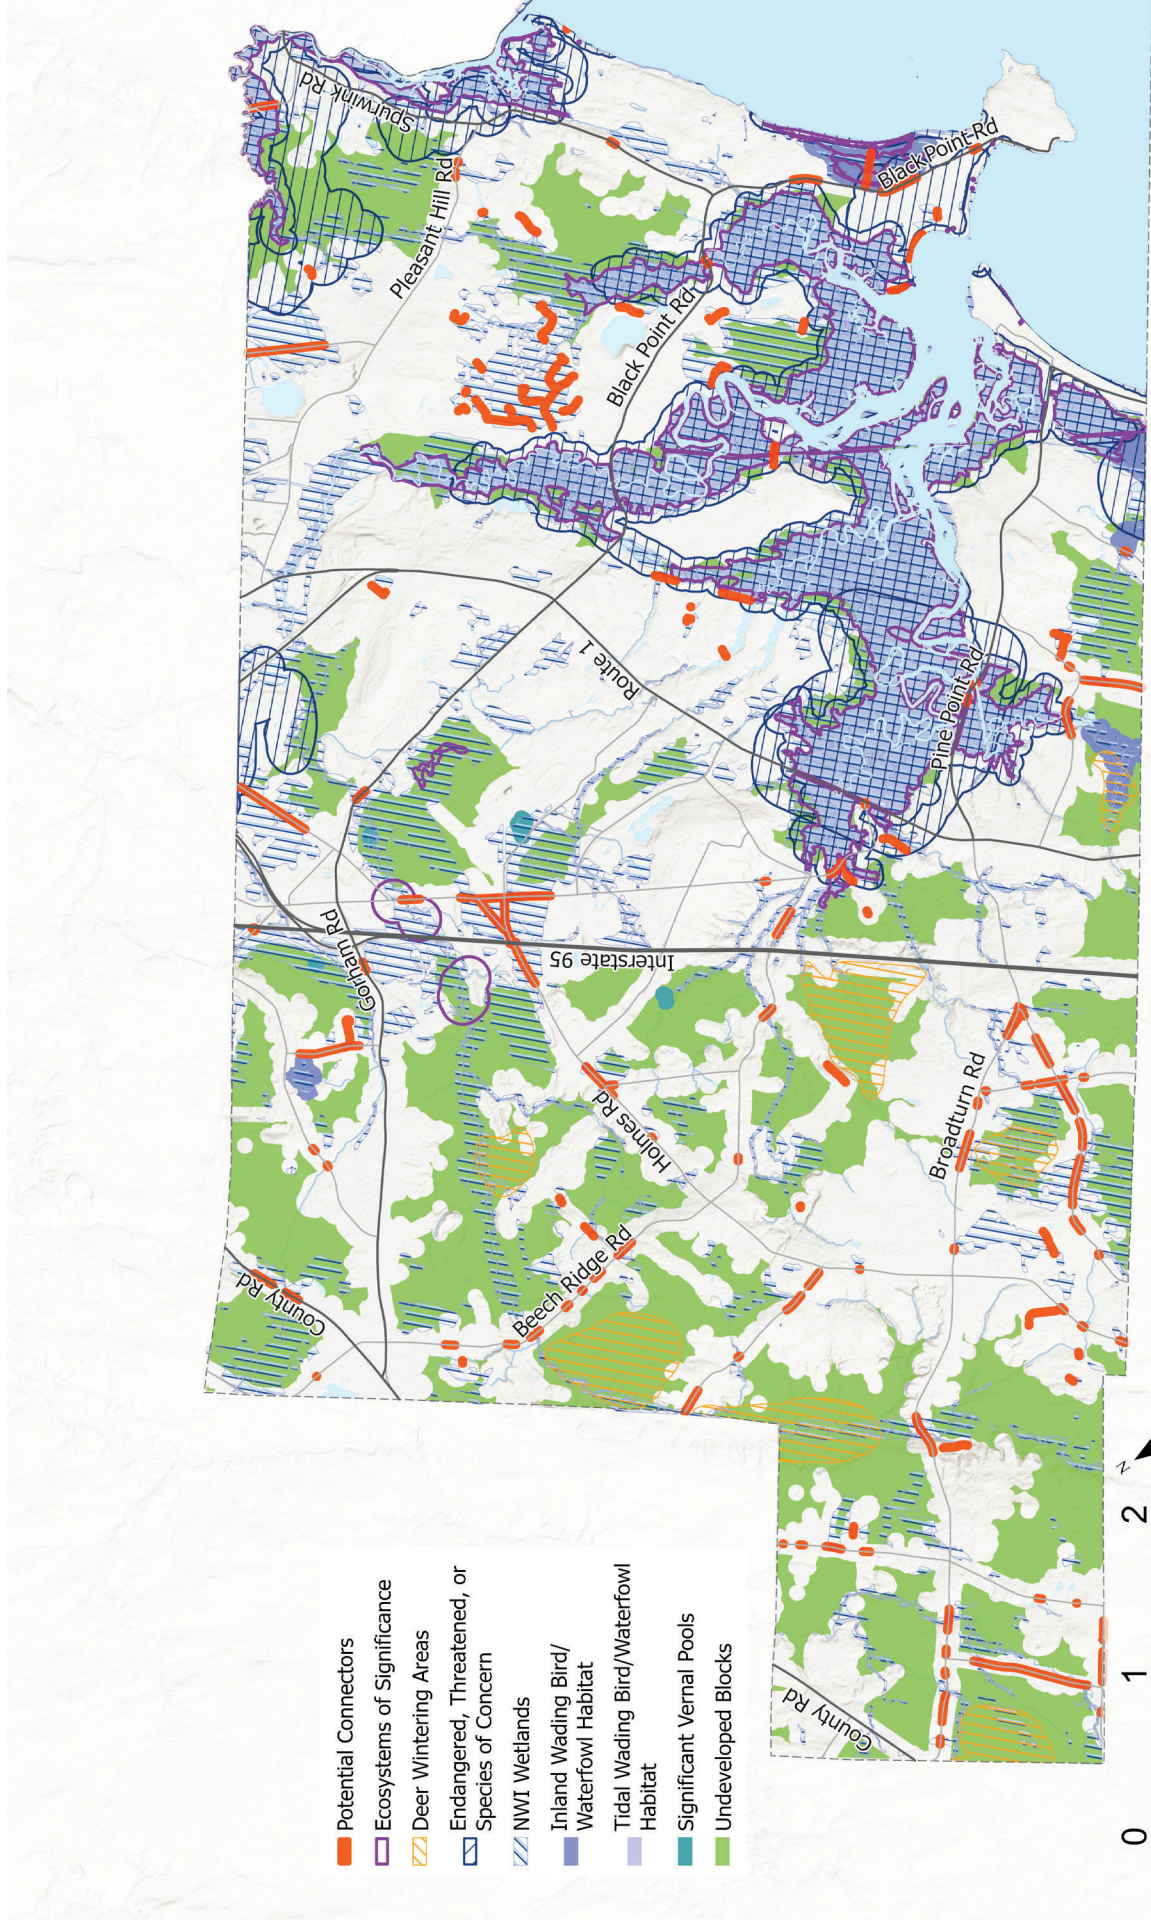 Potential Connectors
Ecosystems of Significance
Deer Wintering Areas
Endangered, Threatened, or
Species of Concern
NWI Wetlands
Inland Wading Bird/
Waterfowl Habitat
Tidal Wading Bird/Waterfowl
Habitat
Significant Vernal Pools
Undeveloped Blocks
0
1
2
N
County Rd
County Rd
Beech Ridge Rd
Holmes Rd
Broadturn Rd
Gorham Rd
Interstate 95
Route 1
Pine Point Rd
Black Point Rd
Pleasant Hill Rd
Spurwink Rd
Black Point Rd